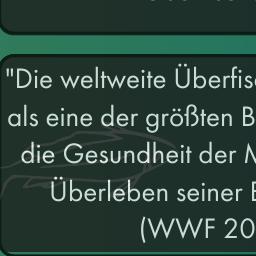 "Die weltweite Überfis
als eine der größten B
die Gesundheit der M
Überleben seiner B
(WWF 20